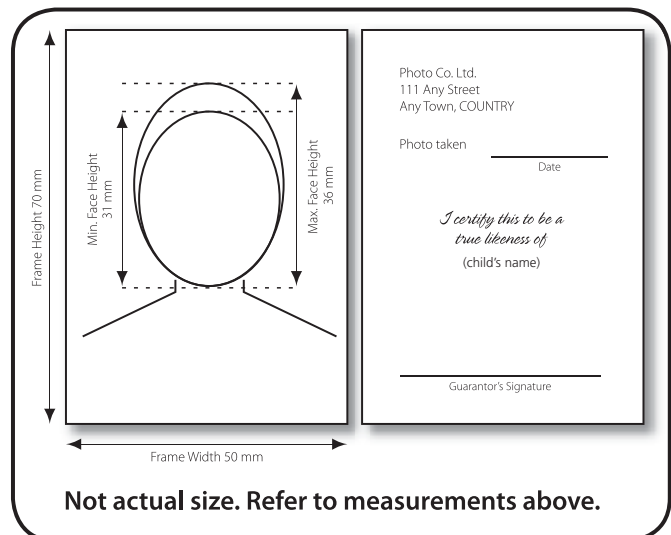 Frame Height 70 mm
Min. Face Height
31 mm
Max. Face Height
36 mm
Frame Width 50 mm
Photo Co. Ltd.
111 Any Street
Any Town, COUNTRY
Photo taken
Date
I certify this to be a
true likeness of
(child's name)
Guarantor's Signature
Not actual size. Refer to measurements above.